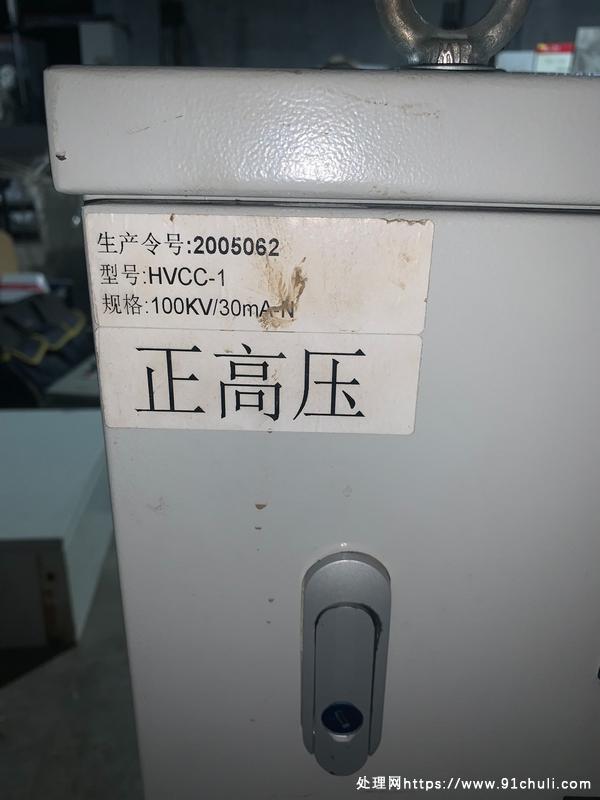 生产令号:2005062
型号:HVCC-1
规格:100KV/30mA-N
正高压
处理网https://www.91chuli.com